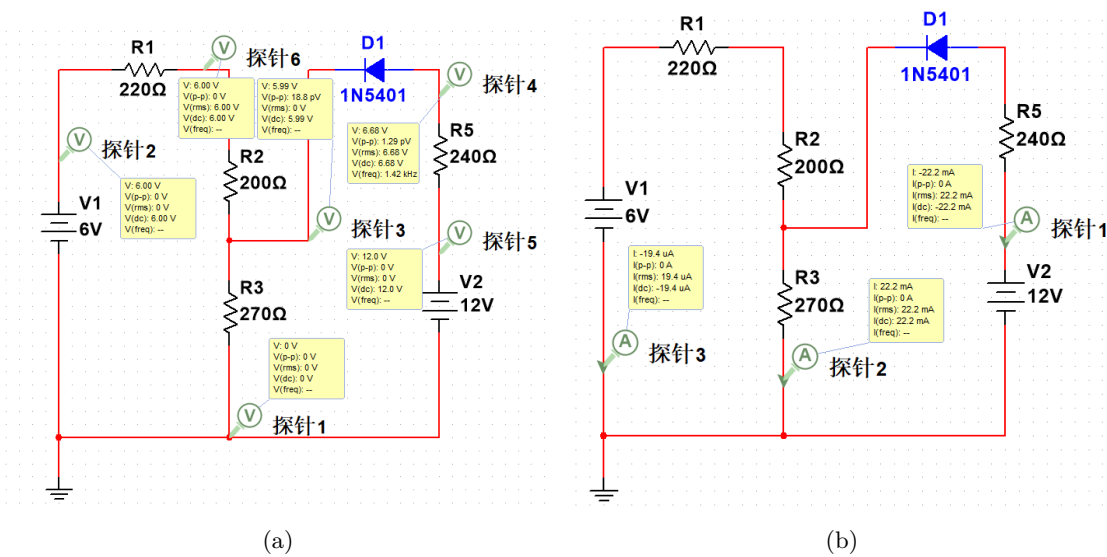 R1
220Ω
V
探针6
D1
1N5401
V
探针4
V: 6.00 V
V(p-p): 0 V
V(rms): 6.00 V
V(dc): 6.00 V
V(freq): --
V: 5.99 V
V(p-p): 18.8 pV
V(rms): 0 V
V(dc): 5.99 V
V(freq): --
V: 6.68 V
V(p-p): 1.29 pV
V(rms): 6.68 V
V(dc): 6.68 V
V(freq): 1.42 kHz
R5
240Ω
V
探针2
R2
200Ω
V: 6.00 V
V(p-p): 0 V
V(rms): 0 V
V(dc): 6.00 V
V(freq): --
V1
6V
V
探针3
V
探针5
V: 12.0 V
V(p-p): 0 V
V(rms): 0 V
V(dc): 12.0 V
V(freq): --
V2
12V
R3
270Ω
V: 0 V
V(p-p): 0 V
V(rms): 0 V
V(dc): 0 V
V(freq): --
V
探针1
(a)
R1
220Ω
D1
1N5401
R5
240Ω
R2
200Ω
I: -22.2 mA
I(p-p): 0 A
I(rms): 22.2 mA
I(dc): -22.2 mA
I(freq): --
A
探针1
V1
6V
I: -19.4 uA
I(p-p): 0 A
I(rms): 19.4 uA
I(dc): -19.4 uA
I(freq): --
R3
270Ω
I: 22.2 mA
I(p-p): 0 A
I(rms): 22.2 mA
I(dc): 22.2 mA
I(freq): --
V2
12V
A
探针3
A
探针2
(b)